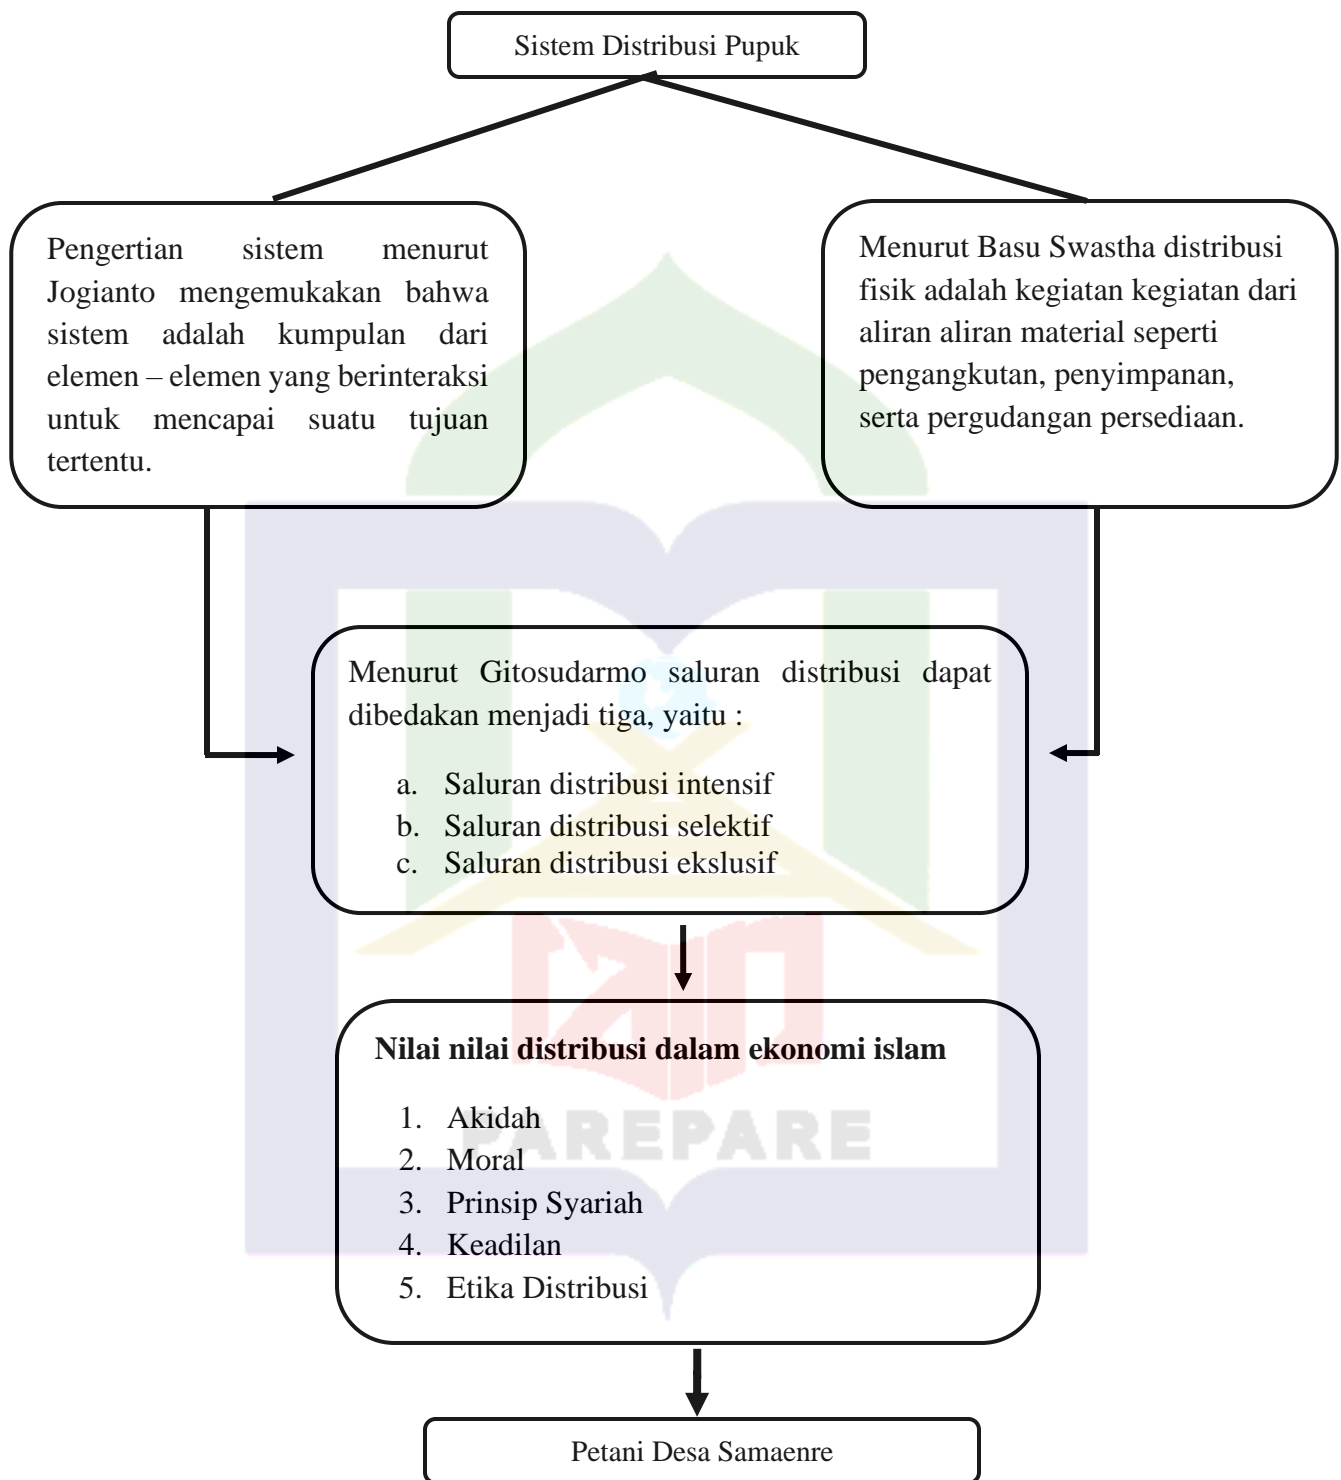 Sistem Distribusi Pupuk
Pengertian sistem menurut
Jogianto mengemukakan bahwa
sistem adalah kumpulan dari
elemen – elemen yang berinteraksi
untuk mencapai suatu tujuan
tertentu.
Menurut Basu Swastha distribusi
fisik adalah kegiatan kegiatan dari
aliran aliran material seperti
pengangkutan, penyimpanan,
serta pergudangan persediaan.
Menurut Gitosudarmo saluran distribusi dapat
dibedakan menjadi tiga, yaitu :
a. Saluran distribusi intensif
b. Saluran distribusi selektif
c. Saluran distribusi ekslusif
Nilai nilai distribusi dalam ekonomi islam
1. Akidah
2. Moral
3. Prinsip Syariah
4. Keadilan
5. Etika Distribusi
Petani Desa Samaenre
iain
PAREPARE